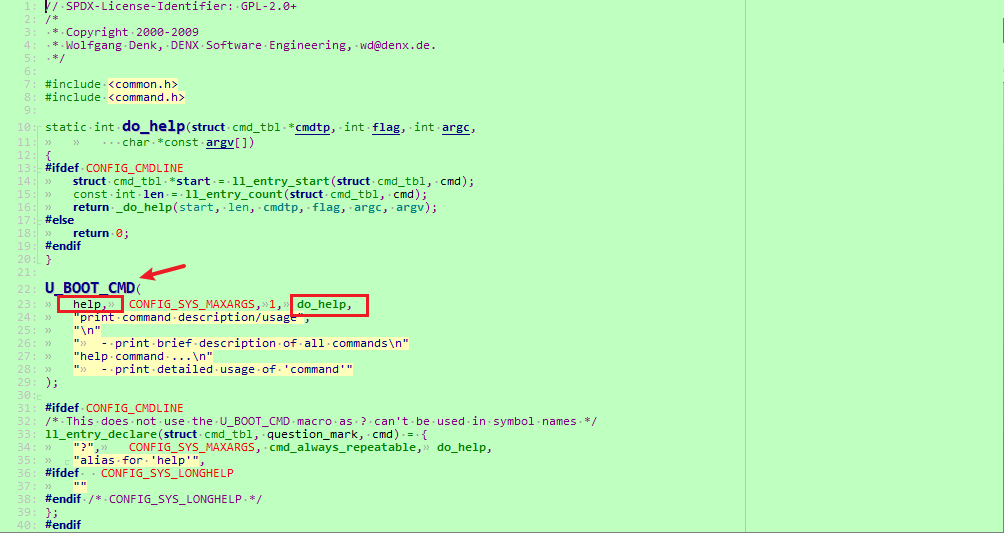 1: // SPDX-License-Identifier: GPL-2.0+
2: /*
3: * Copyright 2000-2009
4: * Wolfgang Denk, DENX Software Engineering, wd@denx.de.
5: */
6:
7: #include <common.h>
8: #include <command.h>
9:
10: static int do_help(struct cmd_tbl *cmdtp, int flag, int argc,
11: char *const argv[])
12: {
13: #ifdef CONFIG_CMDLINE
14: struct cmd_tbl *start = ll_entry_start(struct cmd_tbl, cmd);
15: const int len = ll_entry_count(struct cmd_tbl, cmd);
16: return _do_help(start, len, cmdtp, flag, argc, argv);
17: #else
18: return 0;
19: #endif
20: }
21:
22: U_BOOT_CMD(
23: help, CONFIG_SYS_MAXARGS, 1, do_help,
24: "print command description/usage",
25: "\n"
26: " - print brief description of all commands\n"
27: "help command ...\n"
28: " - print detailed usage of 'command'"
29: );
30:
31: #ifdef CONFIG_CMDLINE
32: /* This does not use the U_BOOT_CMD macro as ? can't be used in symbol names */
33: ll_entry_declare(struct cmd_tbl, question_mark, cmd) = {
34: "?", CONFIG_SYS_MAXARGS, cmd_always_repeatable, do_help,
35: "alias for 'help'",
36: #ifdef CONFIG_SYS_LONGHELP
37: ""
38: #endif /* CONFIG_SYS_LONGHELP */
39: };
40: #endif